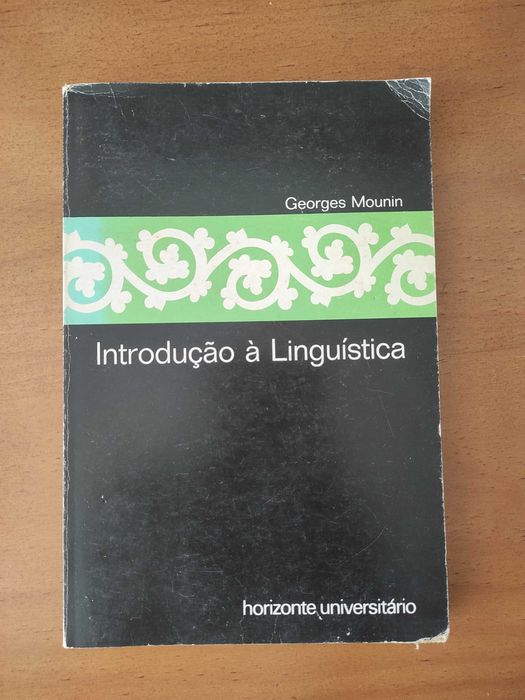 Georges Mounin
Introdução à Linguística
horizonte universitário